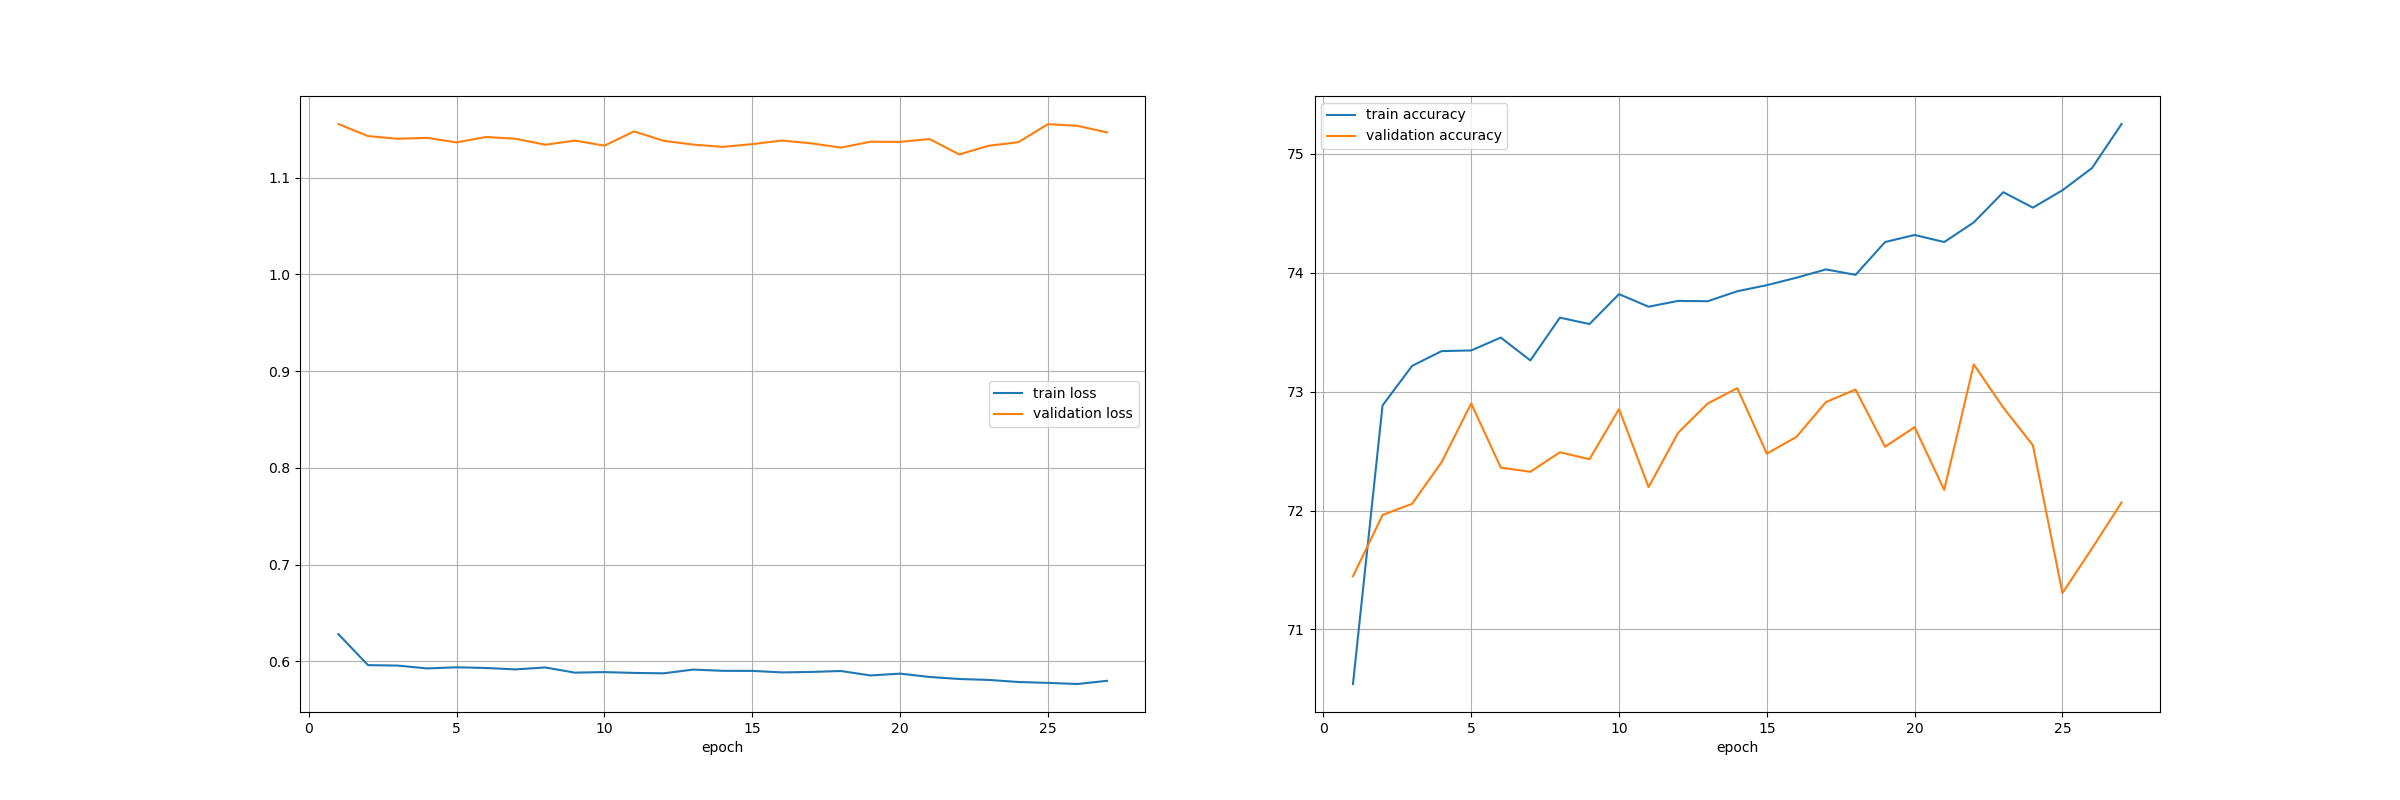 1.1
1.0
0.9
0.8
0.7
0.6
train loss
validation loss
0 5 10 15 20 25
epoch
train accuracy
validation accuracy
75
74
73
72
71
0 5 10 15 20 25
epoch